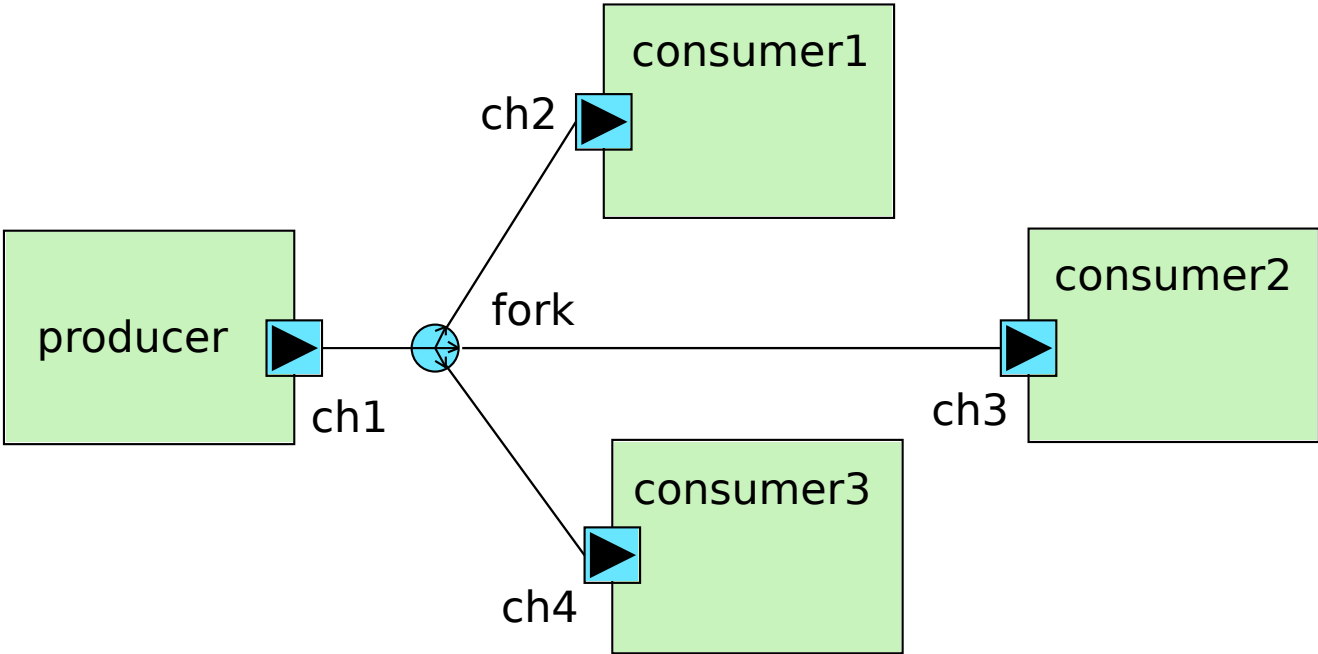 consumer1
ch2
consumer2
fork
producer
ch1
ch3
consumer3
ch4